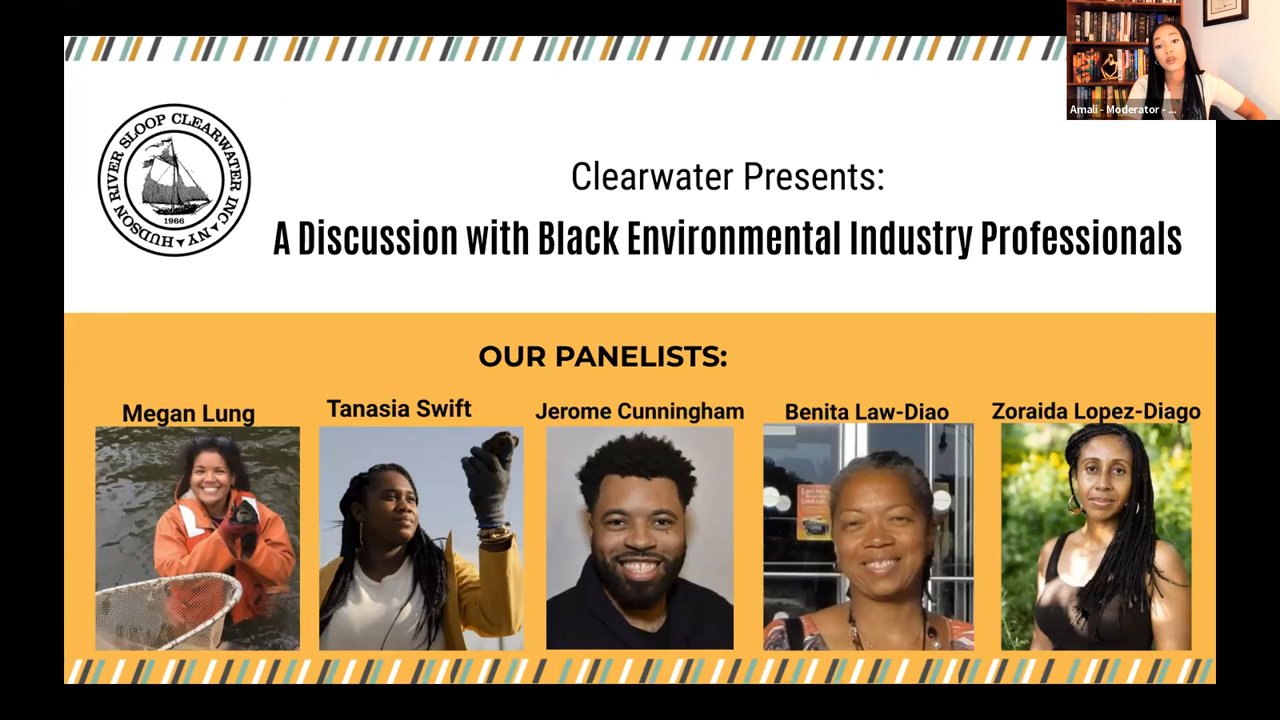 HUDSON RIVER SLOOP CLEARWATER INC • NY
1966
Amali - Moderator - ...
Clearwater Presents:
A Discussion with Black Environmental Industry Professionals
OUR PANELISTS:
Megan Lung
Tanasia Swift
Jerome Cunningham
Benita Law-Diao
Zoraida Lopez-Diago